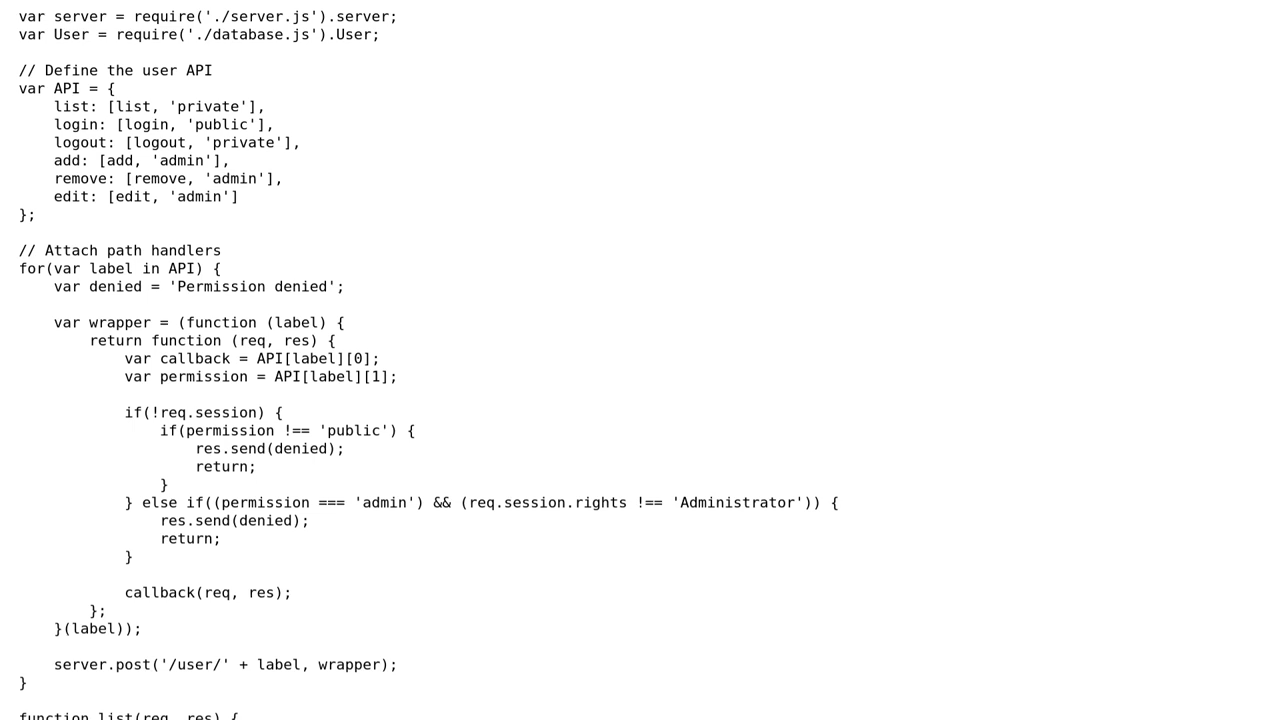 var server = require('./server.js').server;
var User = require('./database.js').User;

// Define the user API
var API = {
    list: [list, 'private'],
    login: [login, 'public'],
    logout: [logout, 'private'],
    add: [add, 'admin'],
    remove: [remove, 'admin'],
    edit: [edit, 'admin']
};

// Attach path handlers
for(var label in API) {
    var denied = 'Permission denied';

    var wrapper = (function (label) {
        return function (req, res) {
            var callback = API[label][0];
            var permission = API[label][1];

            if(!req.session) {
                if(permission !== 'public') {
                    res.send(denied);
                    return;
                }
            } else if((permission === 'admin') && (req.session.rights !== 'Administrator')) {
                res.send(denied);
                return;
            }

            callback(req, res);
        };
    }(label));

    server.post('/user/' + label, wrapper);
}

function list(req, res) {